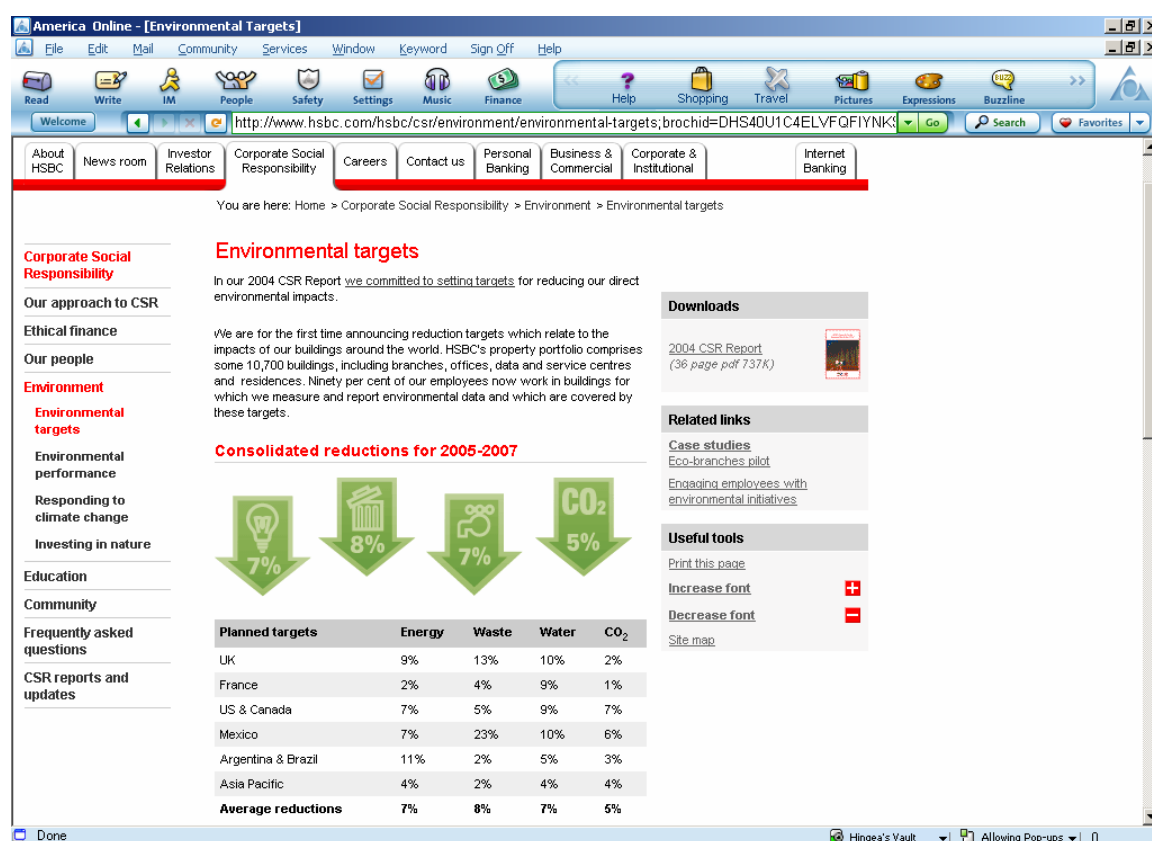 America Online - [Environmental Targets]
File Edit Mail Community Services Window Keyword Sign Off Help
Read Write IM People Safety Settings Music Finance Help Shopping Travel Pictures Expressions Buzzline
Welcome http://www.hsbc.com/hsbc/csr/environment/environmental-targets;brochid=DHS40U1C4ELVFQFIYNK Go Search Favorites
About HSBC
News room
Investor Relations
Corporate Social Responsibility
Careers
Contact us
Personal Banking
Business & Commercial
Corporate & Institutional
Internet Banking
You are here: Home > Corporate Social Responsibility > Environment > Environmental targets
Corporate Social
Responsibility
Our approach to CSR
Ethical finance
Our people
Environment
Environmental
targets
Environmental
performance
Responding to
climate change
Investing in nature
Education
Community
Frequently asked
questions
CSR reports and
updates
Environmental targets
In our 2004 CSR Report we committed to setting targets for reducing our direct
environmental impacts.
We are for the first time announcing reduction targets which relate to the
impacts of our buildings around the world. HSBC's property portfolio comprises
some 10,700 buildings, including branches, offices, data and service centres
and residences. Ninety per cent of our employees now work in buildings for
which we measure and report environmental data and which are covered by
these targets.
Consolidated reductions for 2005-2007
7% 8% 7% CO2 5%
Planned targets Energy Waste Water CO2
UK 9% 13% 10% 2%
France 2% 4% 9% 1%
US & Canada 7% 5% 9% 7%
Mexico 7% 23% 10% 6%
Argentina & Brazil 11% 2% 5% 3%
Asia Pacific 4% 2% 4% 4%
Average reductions 7% 8% 7% 5%
Downloads
2004 CSR Report
(36 page pdf 737K)
Related links
Case studies
Eco-branches pilot
Engaging employees with
environmental initiatives
Useful tools
Print this page
Increase font
Decrease font
Site map
Done Hingea's Vault Allowing Pop-ups 0